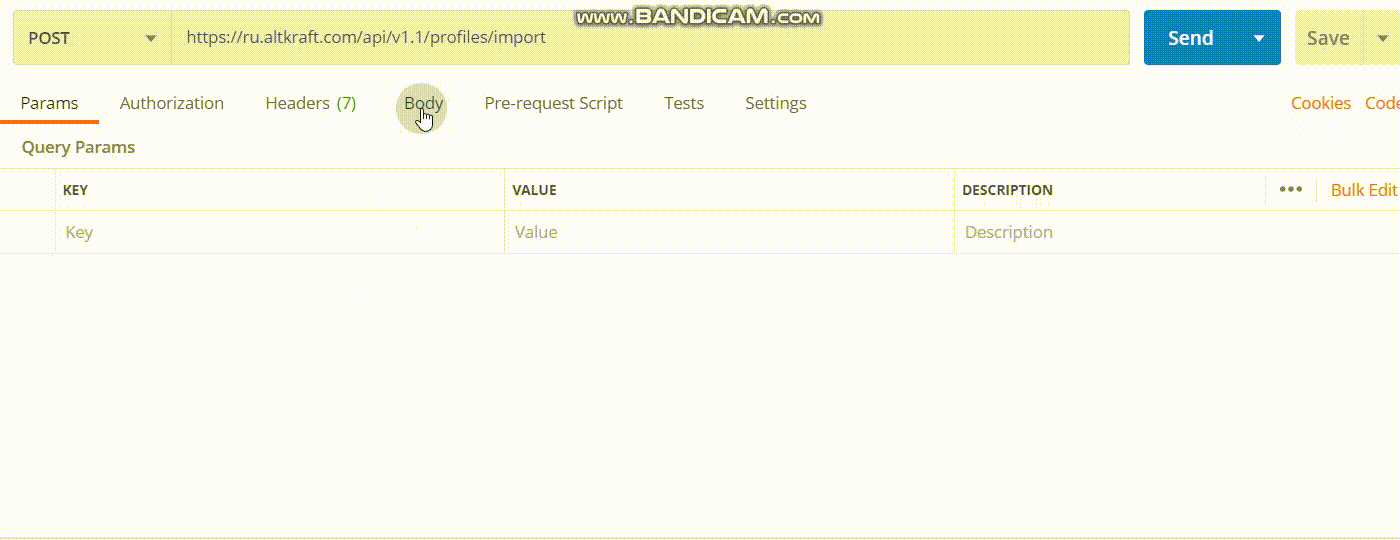 www.BANDICAM.com
POST https://ru.altkraft.com/api/v1.1/profiles/import Send Save
Params Authorization Headers (7) Body Pre-request Script Tests Settings Cookies Code
Query Params
KEY VALUE DESCRIPTION ••• Bulk Edit
Key Value Description